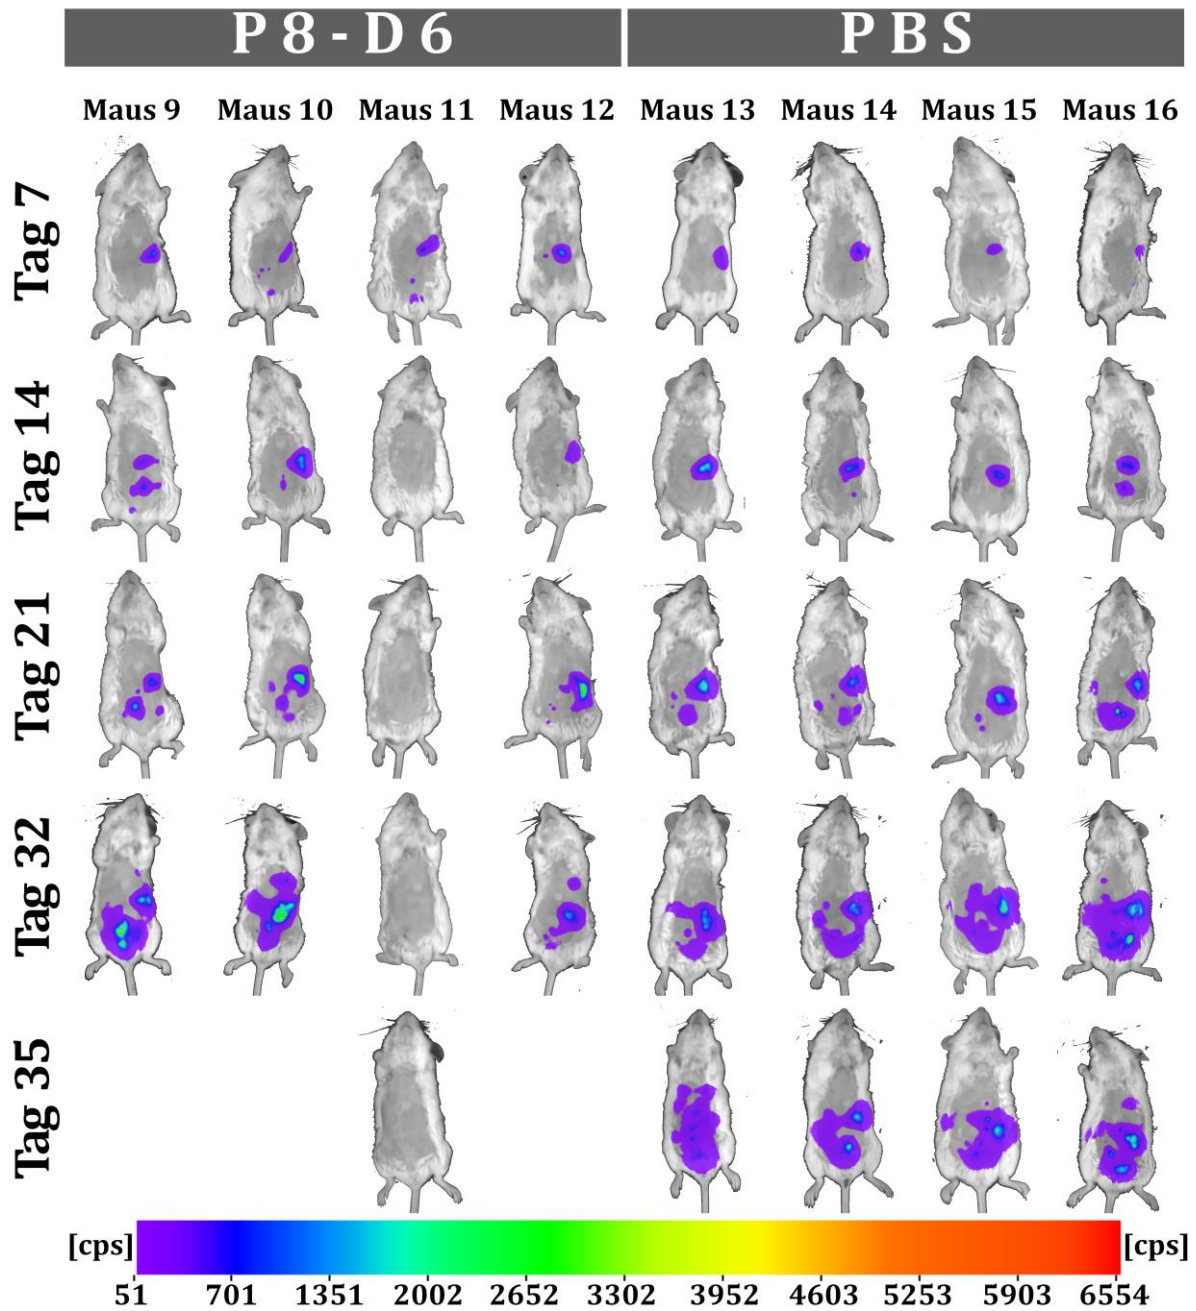 P 8 - D 6 P B S
Maus 9 Maus 10 Maus 11 Maus 12 Maus 13 Maus 14 Maus 15 Maus 16
Tag 7
Tag 14
Tag 21
Tag 32
Tag 35
[cps] [cps]
51 701 1351 2002 2652 3302 3952 4603 5253 5903 6554